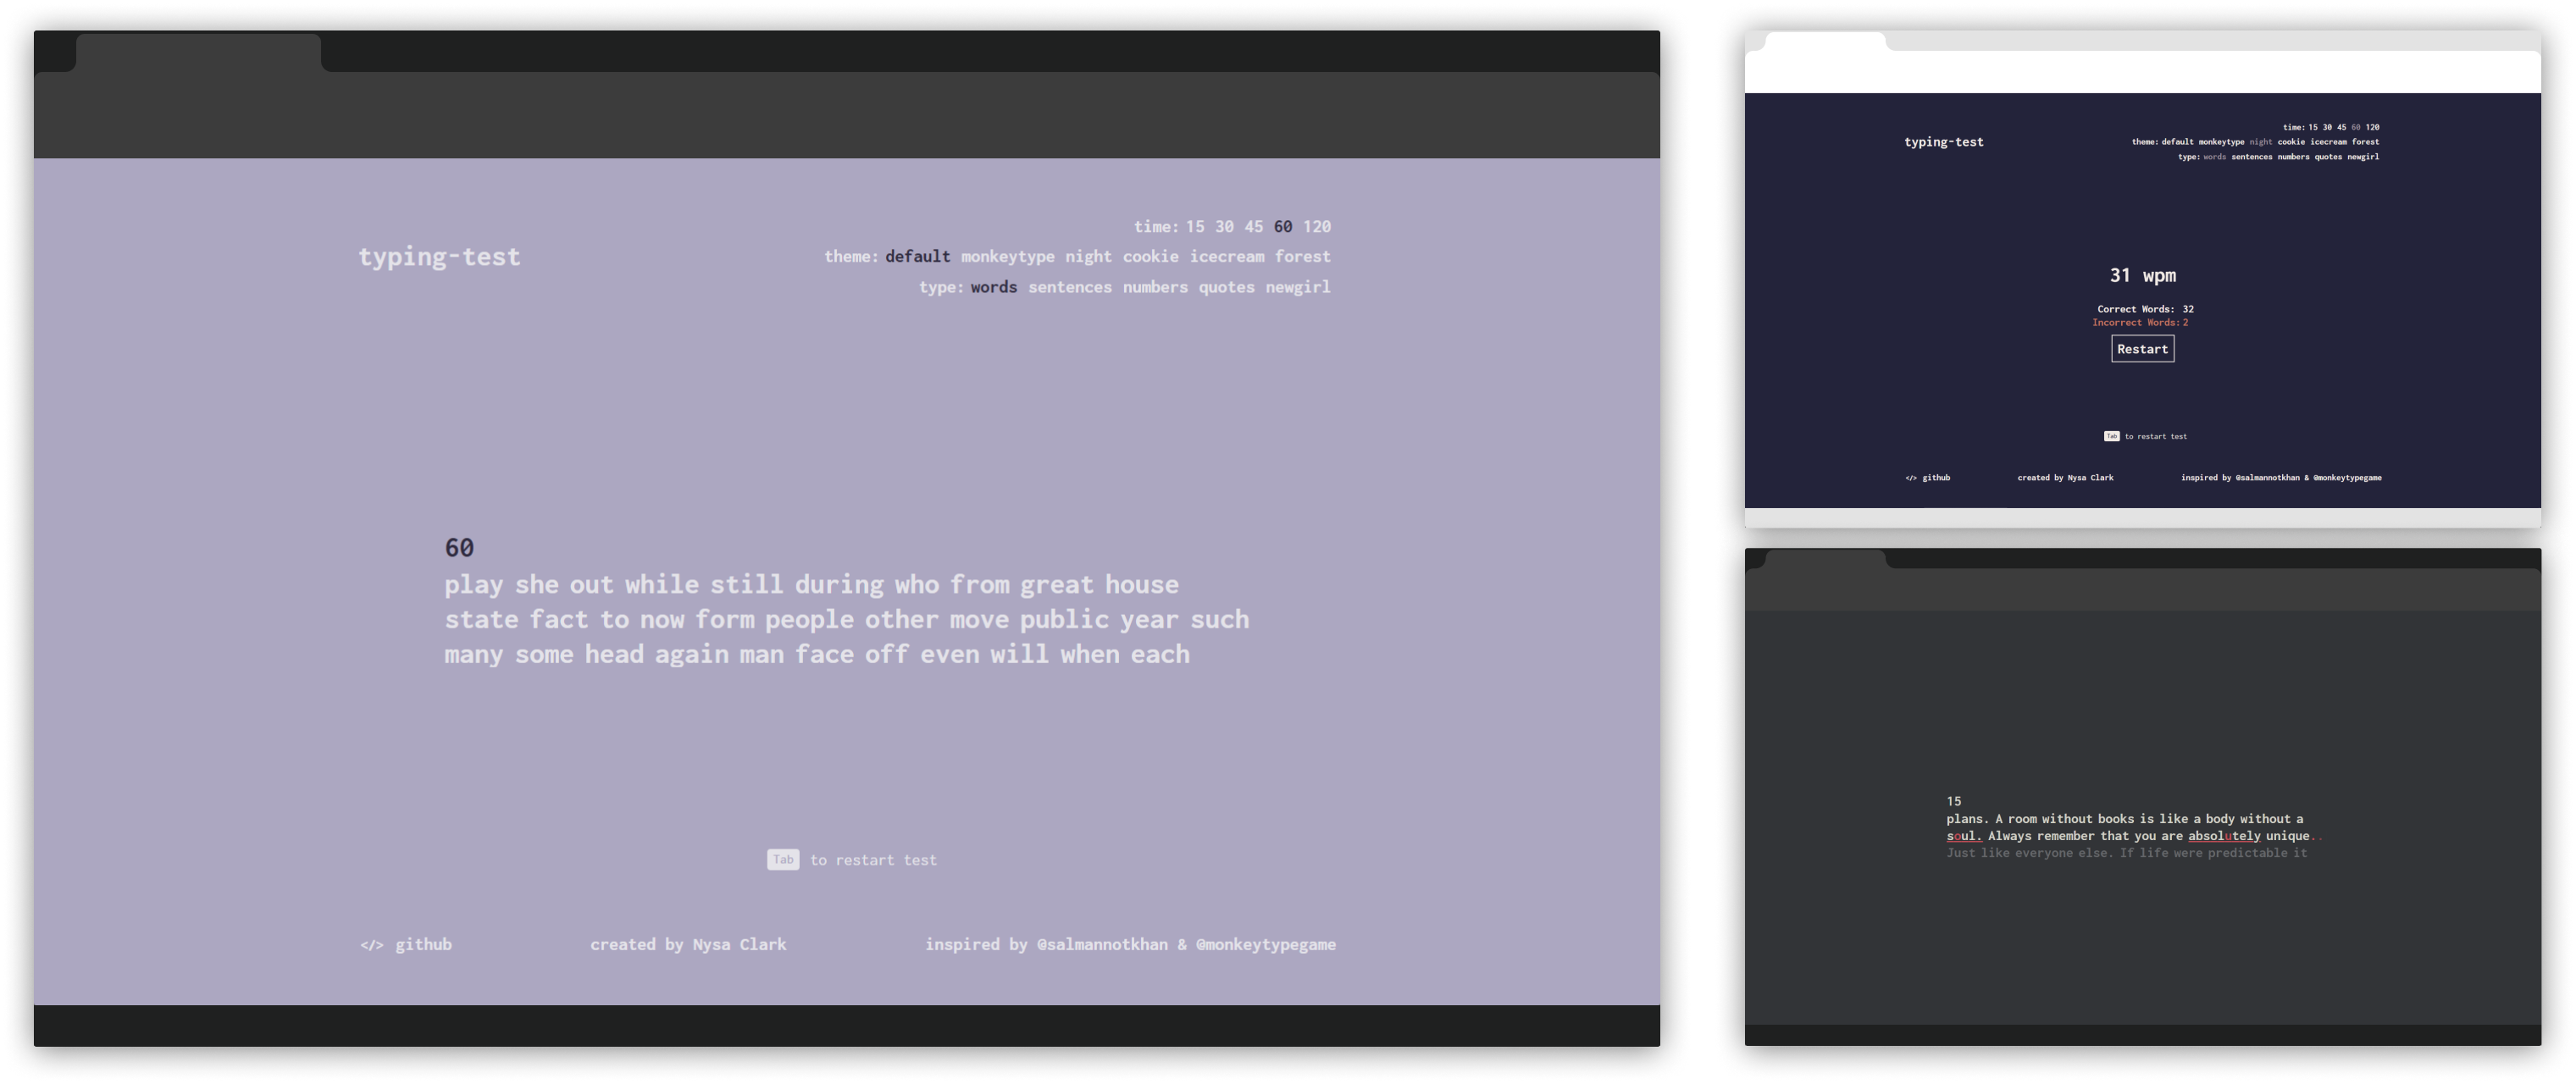 typing-test
time: 15 30 45 60 120
theme: default monkeytype night cookie icecream forest
type: words sentences numbers quotes newgirl
60
play she out while still during who from great house
state fact to now form people other move public year such
many some head again man face off even will when each
Tab to restart test
</> github
created by Nysa Clark
inspired by @salmannotkhan & @monkeytypegame
typing-test
time: 15 30 45 60 120
theme: default monkeytype night cookie icecream forest
type: words sentences numbers quotes newgirl
31 wpm
Correct Words: 32
Incorrect Words: 2
Restart
Tab to restart test
</> github
created by Nysa Clark
inspired by @salmannotkhan & @monkeytypegame
15
plans. A room without books is like a body without a
soul. Always remember that you are absolutely unique..
Just like everyone else. If life were predictable it